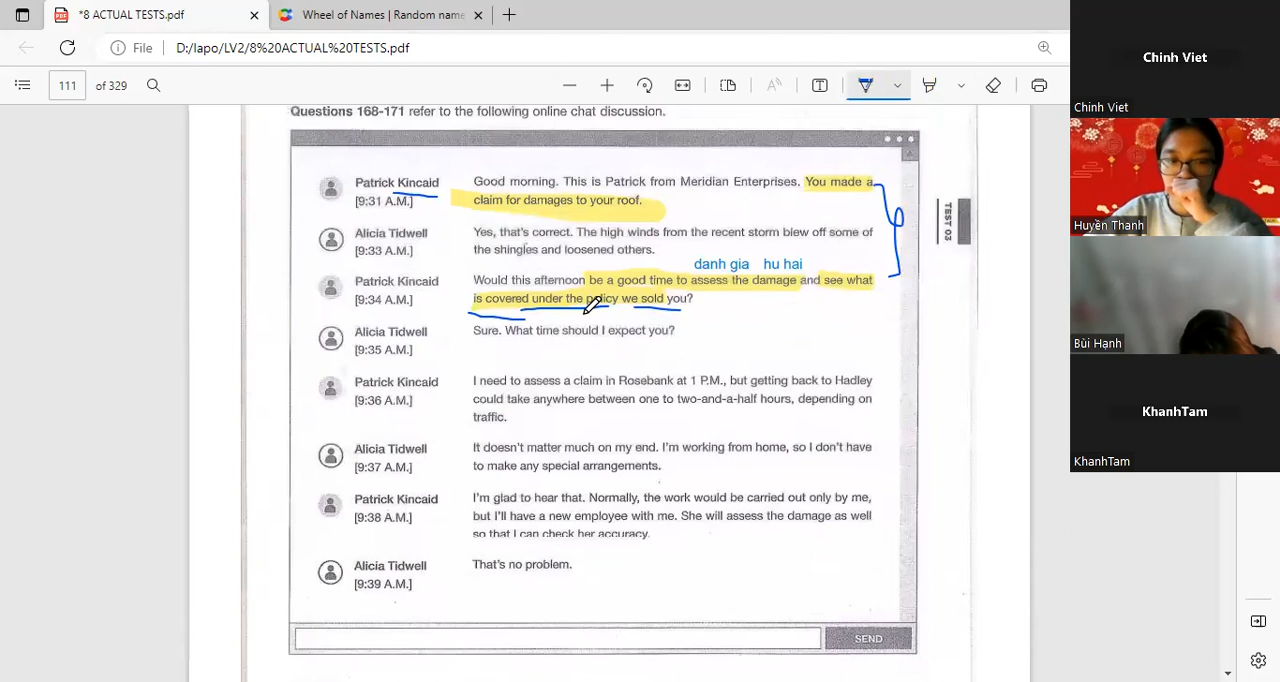 *8 ACTUAL TESTS.pdf
Wheel of Names | Random name
File
D:/lapo/LV2/8%20ACTUAL%20TESTS.pdf
111 of 329
Questions 168-171 refer to the following online chat discussion.
Patrick Kincaid
[9:31 A.M.]
Good morning. This is Patrick from Meridian Enterprises. You made a
claim for damages to your roof.
Alicia Tidwell
[9:33 A.M.]
Yes, that's correct. The high winds from the recent storm blew off some of
the shingles and loosened others.
danh gia hu hai
Patrick Kincaid
[9:34 A.M.]
Would this afternoon be a good time to assess the damage and see what
is covered under the policy we sold you?
Alicia Tidwell
[9:35 A.M.]
Sure. What time should I expect you?
Patrick Kincaid
[9:36 A.M.]
I need to assess a claim in Rosebank at 1 P.M., but getting back to Hadley
could take anywhere between one to two-and-a-half hours, depending on
traffic.
Alicia Tidwell
[9:37 A.M.]
It doesn't matter much on my end. I'm working from home, so I don't have
to make any special arrangements.
Patrick Kincaid
[9:38 A.M.]
I'm glad to hear that. Normally, the work would be carried out only by me,
but I'll have a new employee with me. She will assess the damage as well
so that I can check her accuracy.
Alicia Tidwell
[9:39 A.M.]
That's no problem.
SEND
TEST 03
Chinh Viet
Chinh Viet
Huyền Thanh
Bùi Hạnh
KhanhTam
KhanhTam